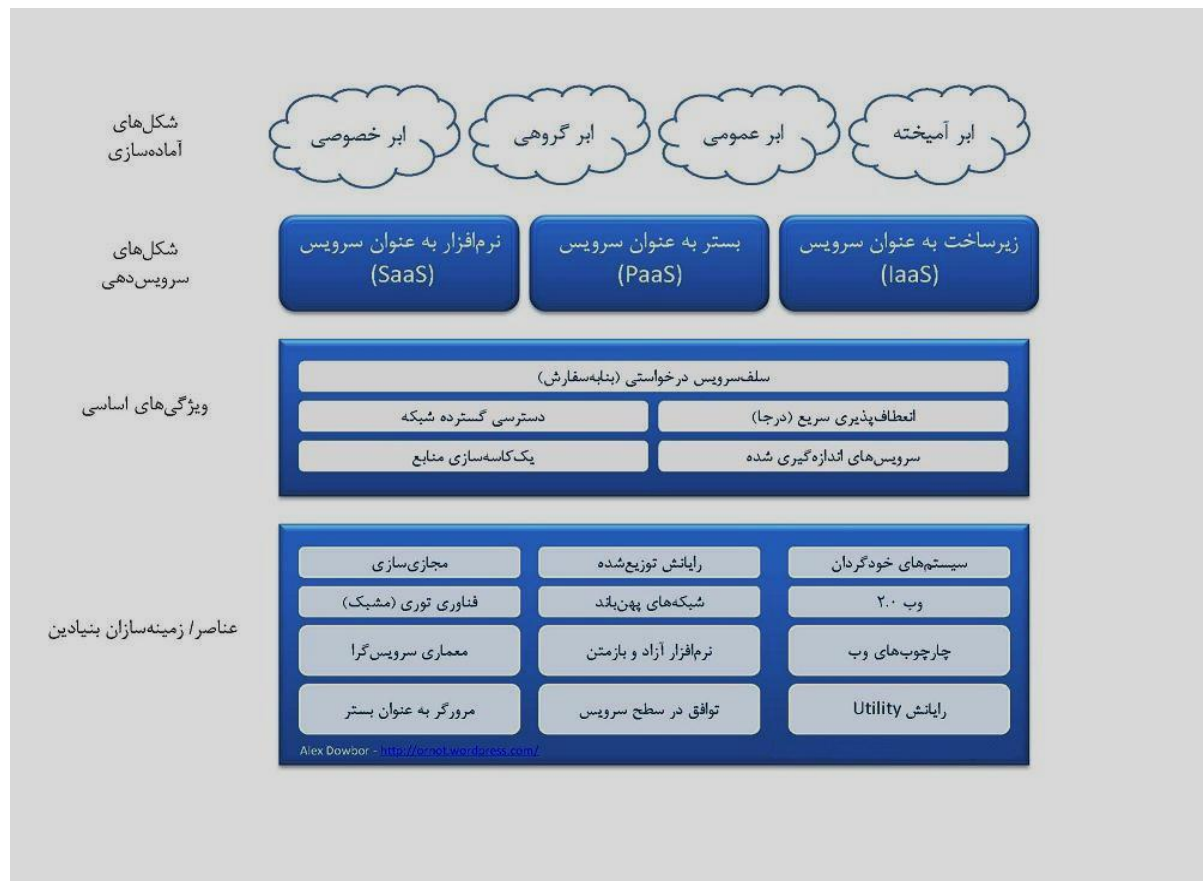 شکل‌های
آماده‌سازی
ابر آمیخته
ابر عمومی
ابر گروهی
ابر خصوصی
شکل‌های
سرویس‌دهی
زیرساخت به عنوان سرویس
(IaaS)
بستر به عنوان سرویس
(PaaS)
نرم‌افزار به عنوان سرویس
(SaaS)
ویژگی‌های اساسی
سلف‌سرویس درخواستی (بنابه‌سفارش)
انعطاف‌پذیری سریع (درجا)
دسترسی گسترده شبکه
سرویس‌های اندازه‌گیری شده
یک‌کاسه‌سازی منابع
عناصر/ زمینه‌سازان بنیادین
سیستم‌های خودگردان
رایانش توزیع‌شده
مجازی‌سازی
وب ۲.۰
شبکه‌های پهن‌باند
فناوری توری (مشبک)
چارچوب‌های وب
نرم‌افزار آزاد و بازمتن
معماری سرویس‌گرا
رایانش Utility
توافق در سطح سرویس
مرورگر به عنوان بستر
Alex Dowbor - http://ornot.wordpress.com/